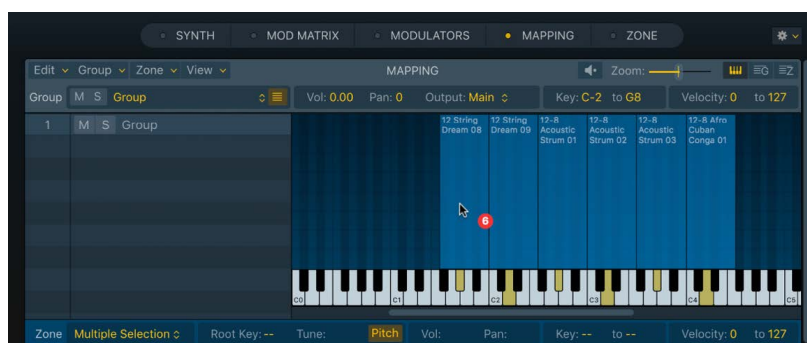 SYNTH MOD MATRIX MODULATORS MAPPING ZONE
Edit Group Zone View MAPPING Zoom: G Z
Group M S Group Vol: 0.00 Pan: 0 Output: Main Key: C-2 to G8 Velocity: 0 to 127
1 M S Group
12 String Dream 08
12 String Dream 09
12-8 Acoustic Strum 01
12-8 Acoustic Strum 02
12-8 Acoustic Strum 03
12-8 Afro Cuban Conga 01
6
C0 C1 C2 C3 C4 C5
Zone Multiple Selection Root Key: -- Tune: Pitch Vol: Pan: Key: -- to -- Velocity: 0 to 127